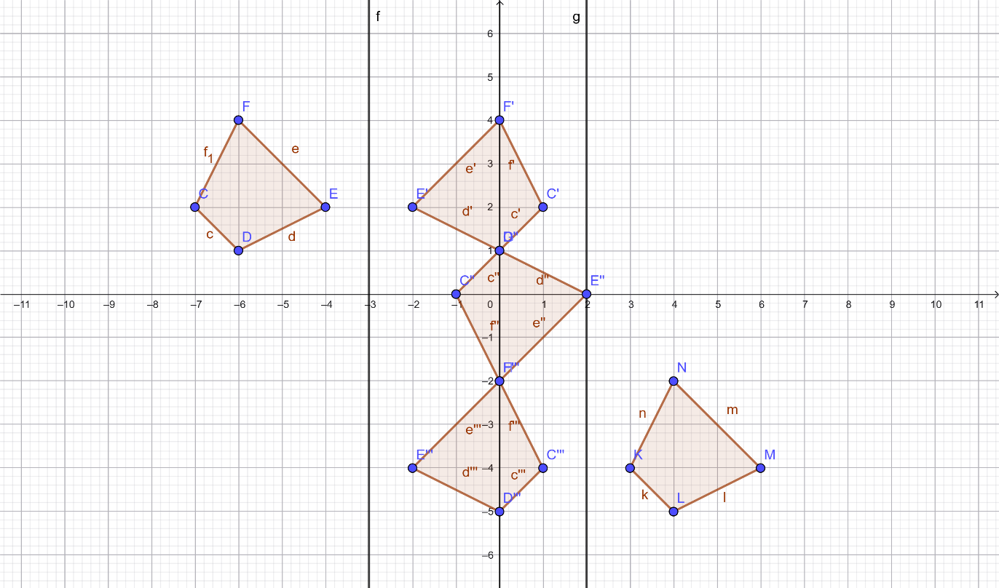 f g
6
5
F F'
4
f₁ e e' f' 3
C E E' 2 C'
d' c'
c D d D''
1
C'' c'' d'' E''
–11 –10 –9 –8 –7 –6 –5 –4 –3 –2 –1 0 1 2 3 4 5 6 7 8 9 10 11
f'' e''
–1
N
–2
n m
e''' –3 f'''
E''' C''' K M
d''' –4 c'''
k L l
D'''
–5
–6